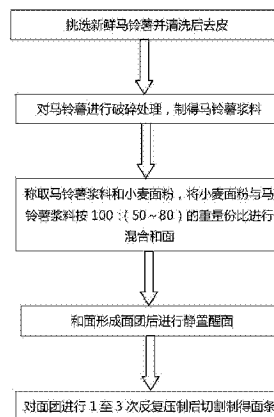 挑选新鲜马铃薯并清洗后去皮
对马铃薯进行破碎处理，制得马铃薯浆料
称取马铃薯浆料和小麦面粉，将小麦面粉与马
铃薯浆料按100:（50～80）的重量份比进行
混合和面
和面形成面团后进行静置醒面
对面团进行1至3次反复压制后切割制得面条